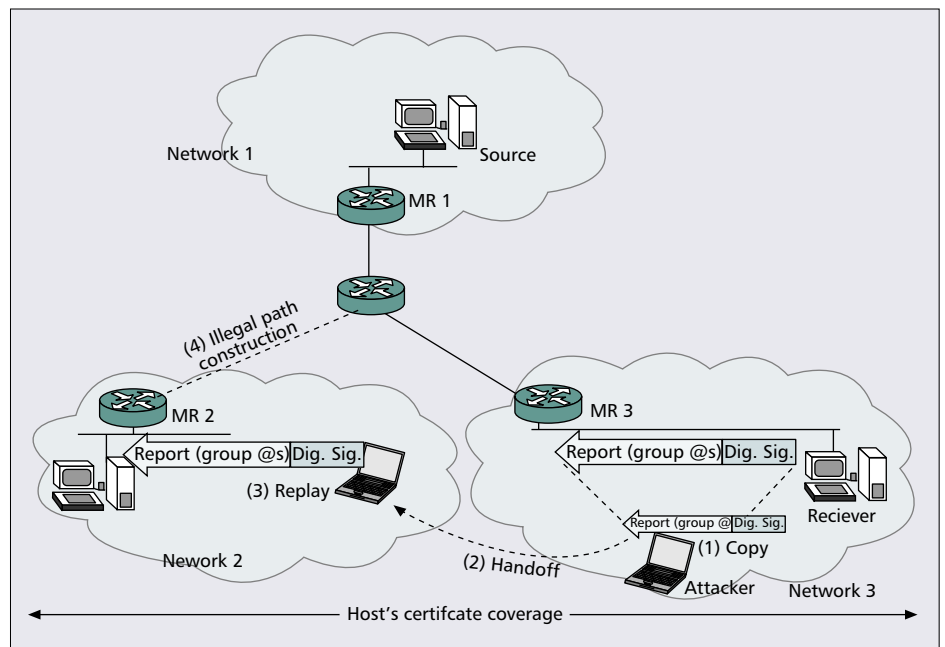 Network 1
Source
MR 1
(4) Illegal path
construction
MR 2
MR 3
Report (group @s) Dig. Sig.
(3) Replay
Report (group @s) Dig. Sig.
Reciever
Report (group @ Dig. Sig.
(1) Copy
(2) Handoff
Nework 2
Attacker
Network 3
Host's certifcate coverage